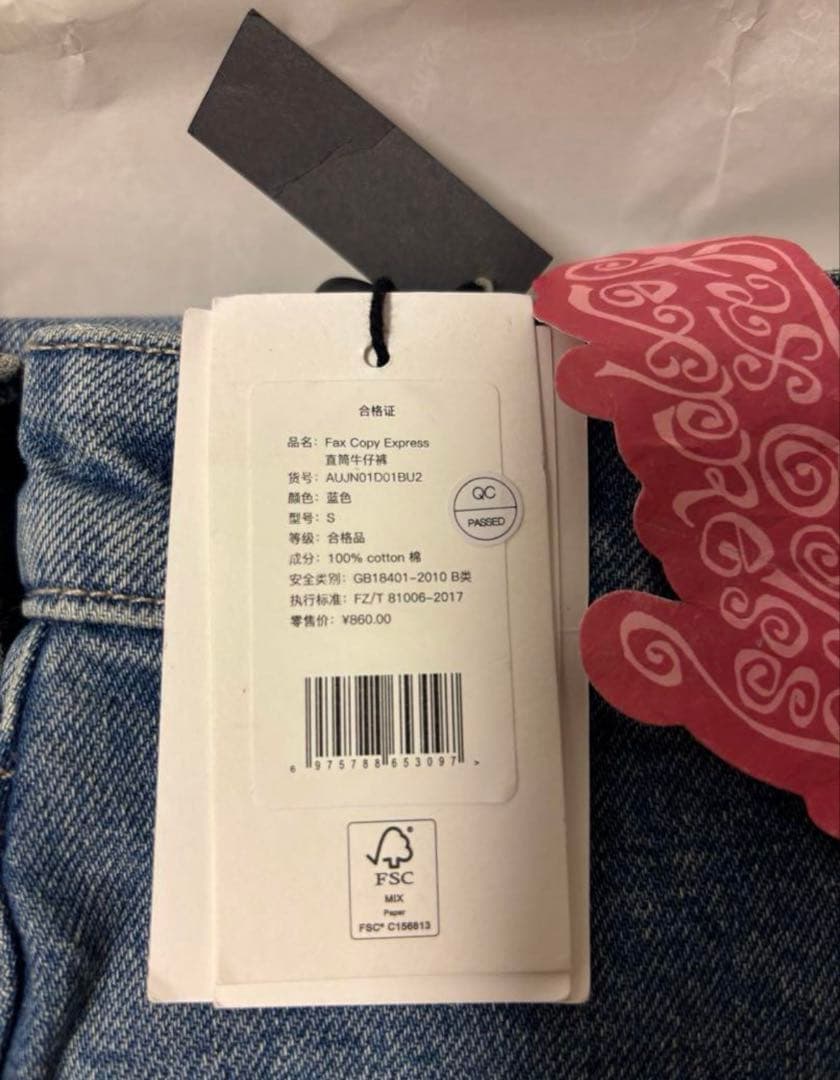 合格证
品名：Fax Copy Express
直筒牛仔裤
货号：AUJN01D01BU2
颜色：蓝色
型号：S
等级：合格品
成分：100% cotton 棉
安全类别：GB18401-2010 B类
执行标准：FZ/T 81006-2017
零售价：¥860.00
QC
PASSED
6 975788 653097 >
FSC
MIX
Paper
FSC® C156813